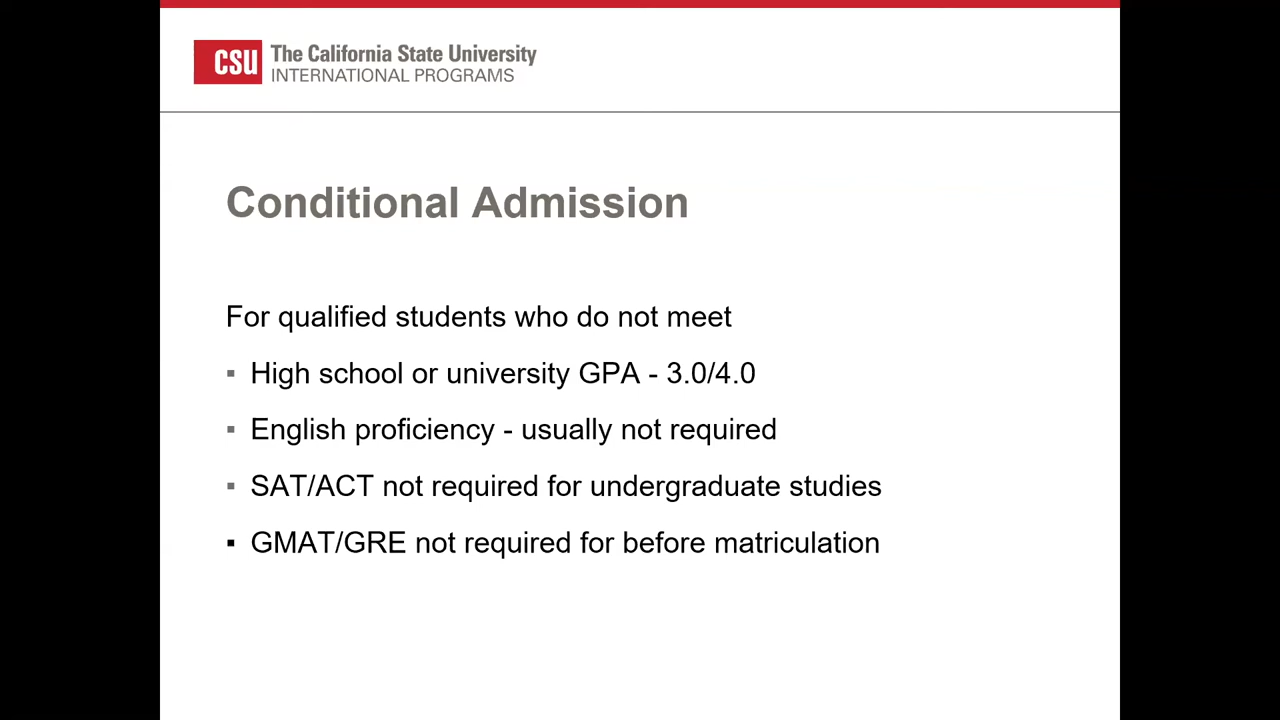 CSU The California State University
INTERNATIONAL PROGRAMS
Conditional Admission
For qualified students who do not meet
▪ High school or university GPA - 3.0/4.0
▪ English proficiency - usually not required
▪ SAT/ACT not required for undergraduate studies
▪ GMAT/GRE not required for before matriculation